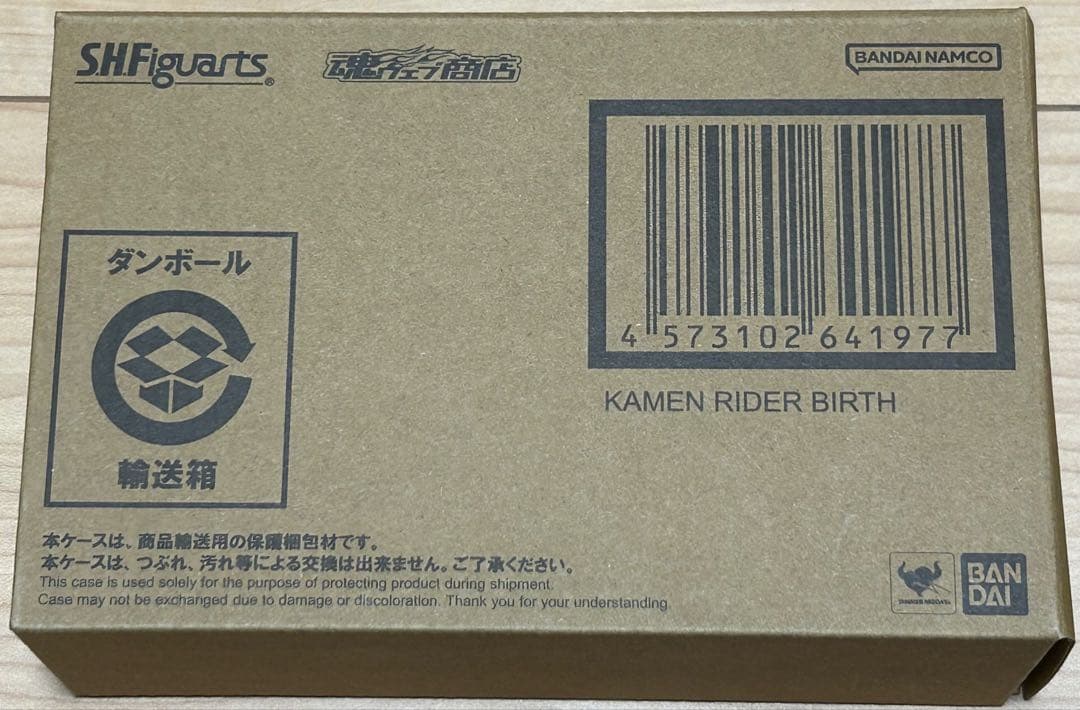 S.H.Figuarts®
魂ウェブ商店
BANDAI NAMCO
4 573102 641977
KAMEN RIDER BIRTH
ダンボール
輸送箱
本ケースは、商品輸送用の保護梱包材です。
本ケースは、つぶれ、汚れ等による交換は出来ません。ご了承ください。
This case is used solely for the purpose of protecting product during shipment.
Case may not be exchanged due to damage or discoloration. Thank you for your understanding.
BAN
DAI